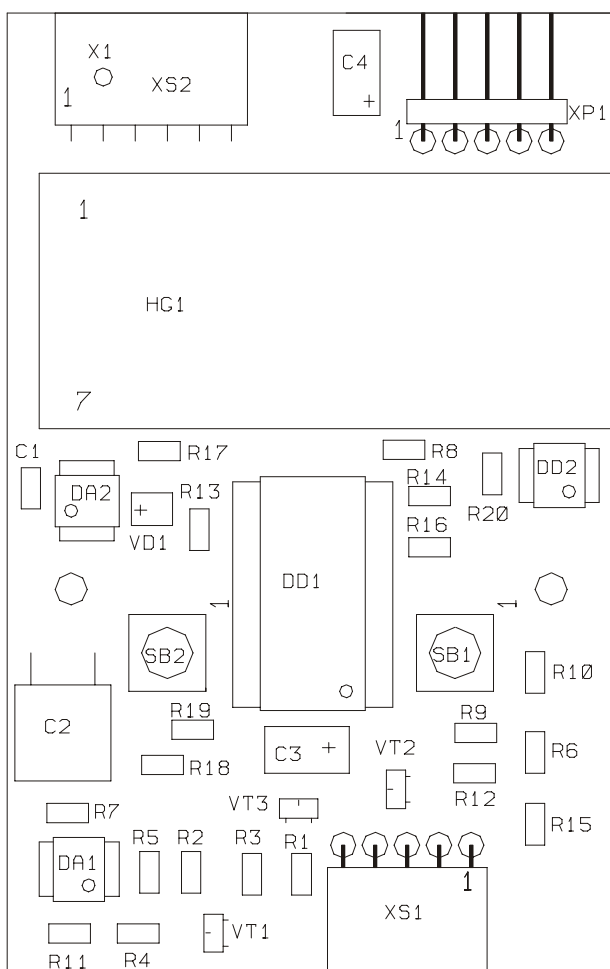 X1
C4
XS2
1
XP1
1
1
HG1
7
C1
R17
R8
DA2
R13
R14
DD2
R20
VD1
R16
DD1
1
1
SB2
SB1
R10
C2
R19
R9
C3
VT2
R6
R18
R12
VT3
R7
R15
R5
R2
R3
R1
DA1
1
XS1
VT1
R11
R4